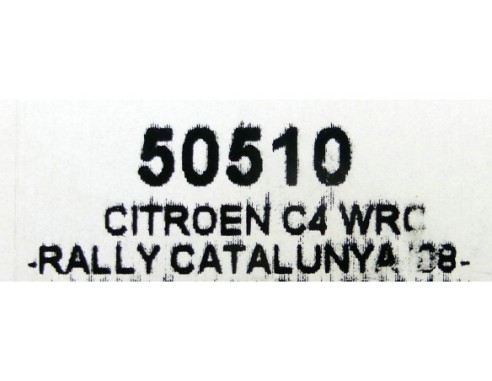 50510
CITROEN C4 WRC
-RALLY CATALUNYA '08-